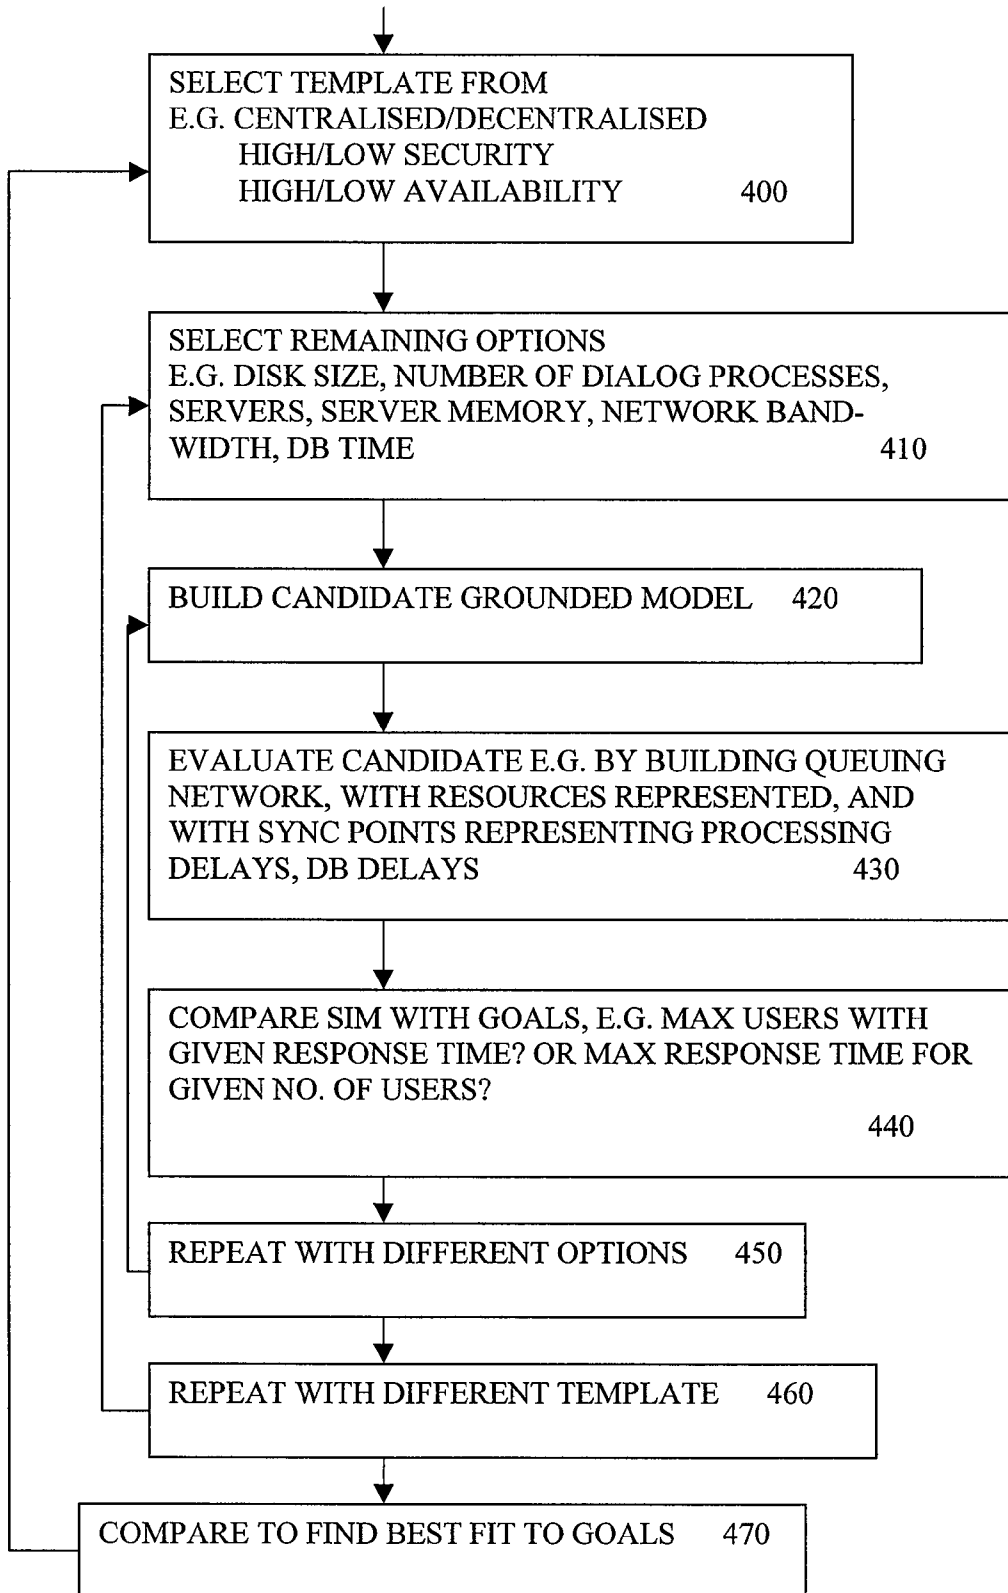 SELECT TEMPLATE FROM
E.G. CENTRALISED/DECENTRALISED
HIGH/LOW SECURITY
HIGH/LOW AVAILABILITY 400
SELECT REMAINING OPTIONS
E.G. DISK SIZE, NUMBER OF DIALOG PROCESSES,
SERVERS, SERVER MEMORY, NETWORK BAND-
WIDTH, DB TIME 410
BUILD CANDIDATE GROUNDED MODEL 420
EVALUATE CANDIDATE E.G. BY BUILDING QUEUING
NETWORK, WITH RESOURCES REPRESENTED, AND
WITH SYNC POINTS REPRESENTING PROCESSING
DELAYS, DB DELAYS 430
COMPARE SIM WITH GOALS, E.G. MAX USERS WITH
GIVEN RESPONSE TIME? OR MAX RESPONSE TIME FOR
GIVEN NO. OF USERS?
440
REPEAT WITH DIFFERENT OPTIONS 450
REPEAT WITH DIFFERENT TEMPLATE 460
COMPARE TO FIND BEST FIT TO GOALS 470